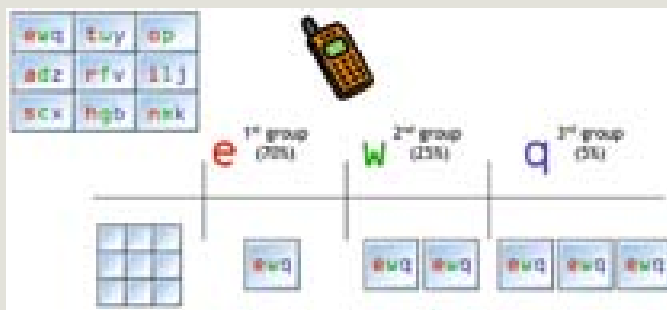 ewq tuy op
adz rfv ilj
scx hgb nmk
e 1st group (70%) w 2nd group (25%) q 3rd group (5%)
ewq ewq ewq ewq ewq ewq